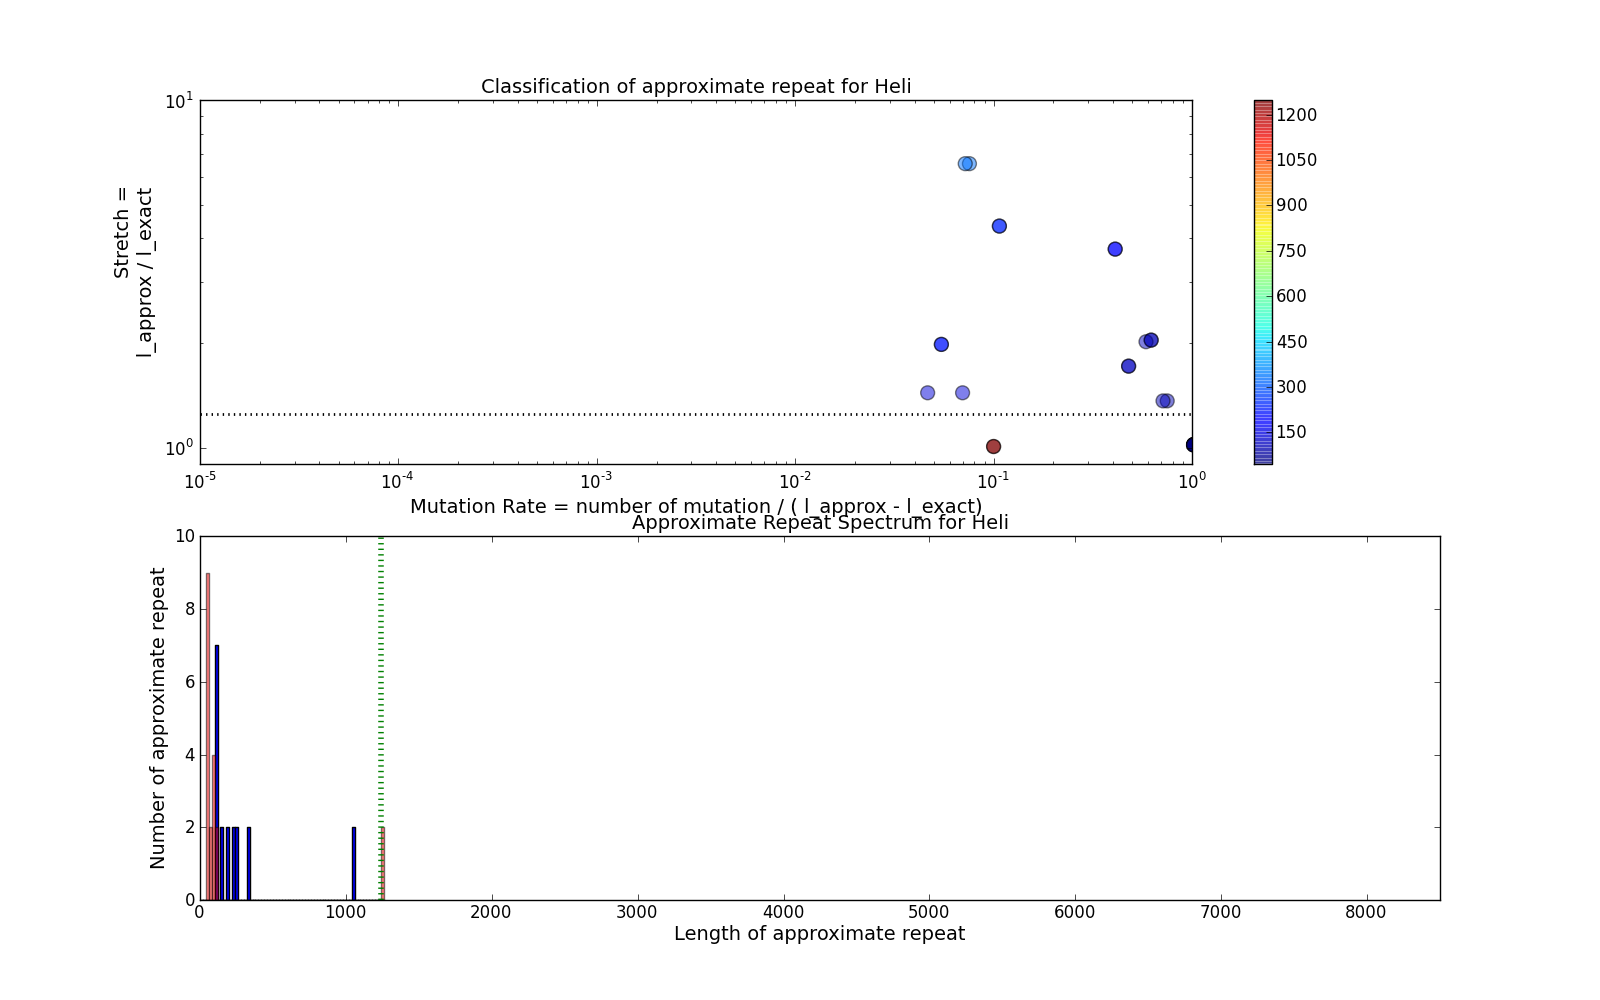 Classification of approximate repeat for Heli
10^1
10^0
Stretch =
l_approx / l_exact
10^-5 10^-4 10^-3 10^-2 10^-1 10^0
Mutation Rate = number of mutation / ( l_approx - l_exact)
1200
1050
900
750
600
450
300
150
Approximate Repeat Spectrum for Heli
10
8
6
4
2
0
Number of approximate repeat
0 1000 2000 3000 4000 5000 6000 7000 8000
Length of approximate repeat